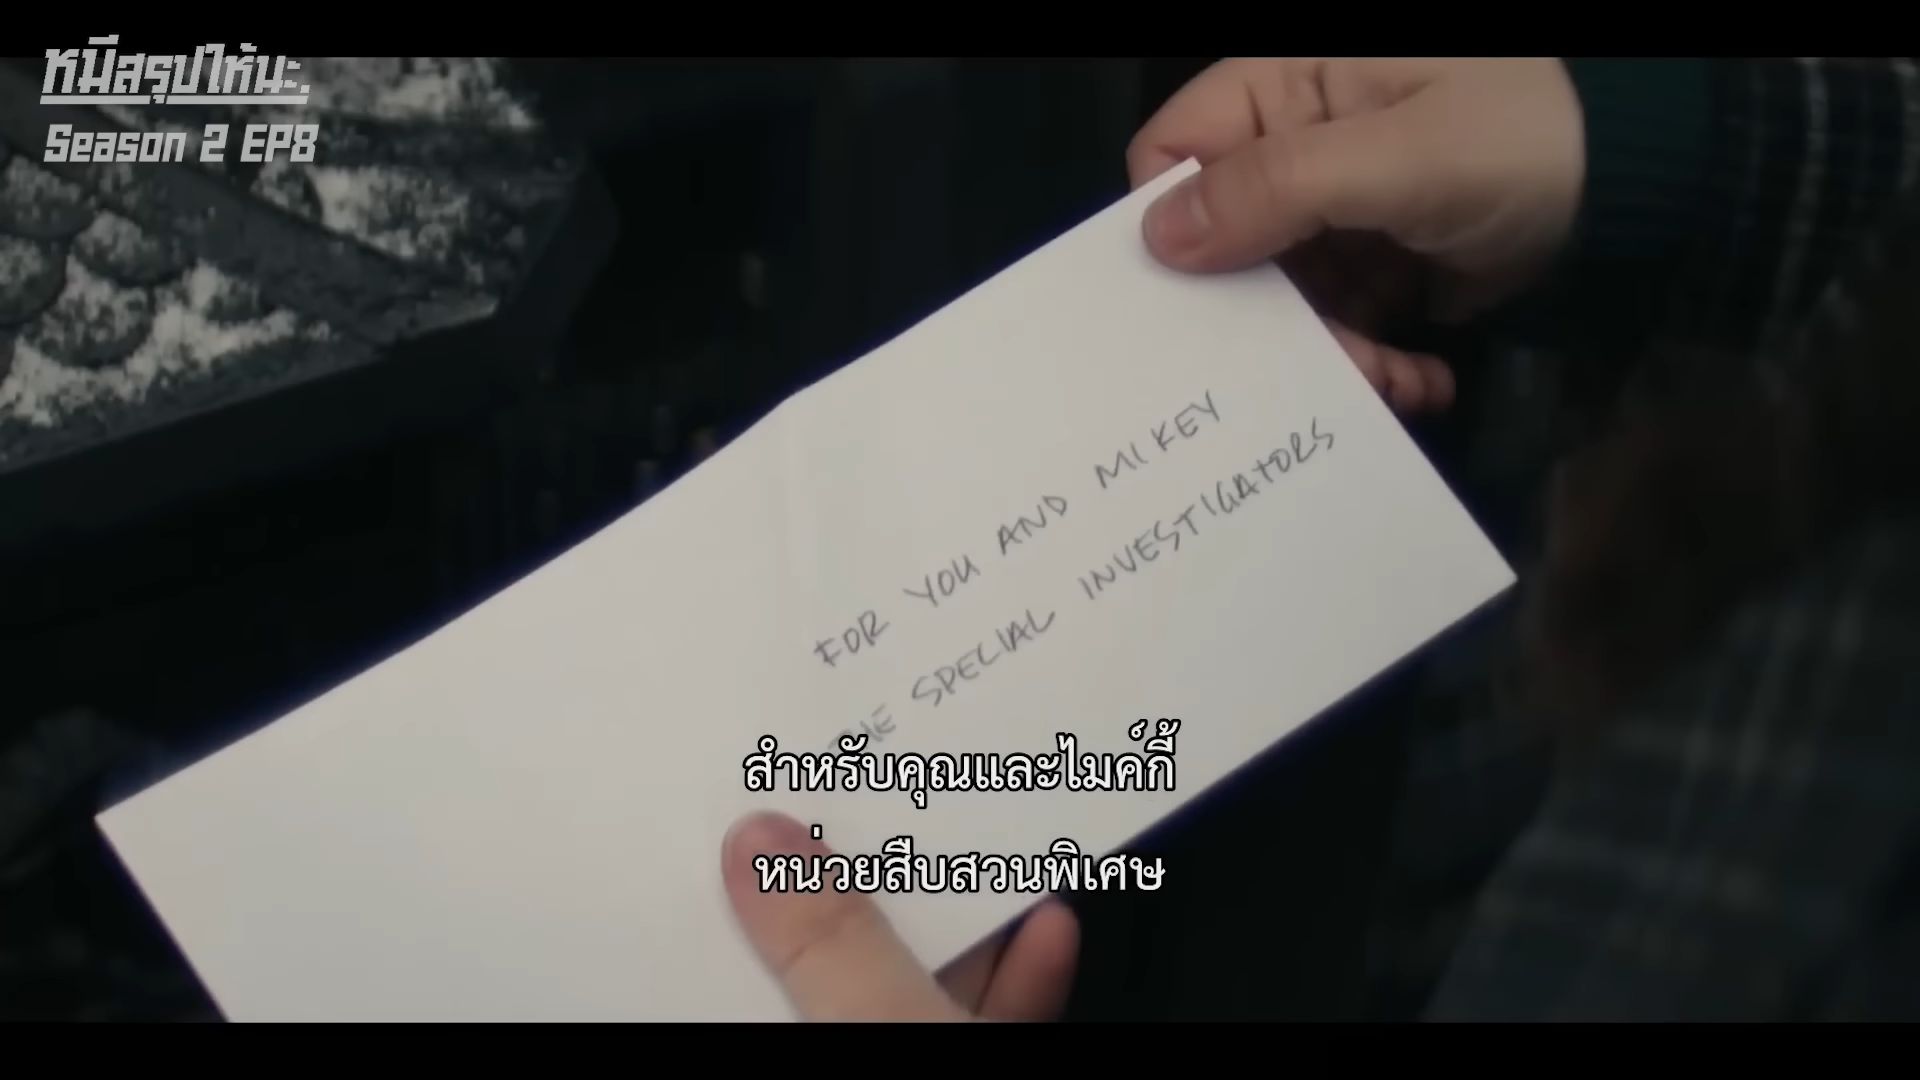 หมีสรุปให้นะ.
Season 2 EP8
FOR YOU AND MIKEY
THE SPECIAL INVESTIGATORS
สำหรับคุณและไมค์กี้
หน่วยสืบสวนพิเศษ